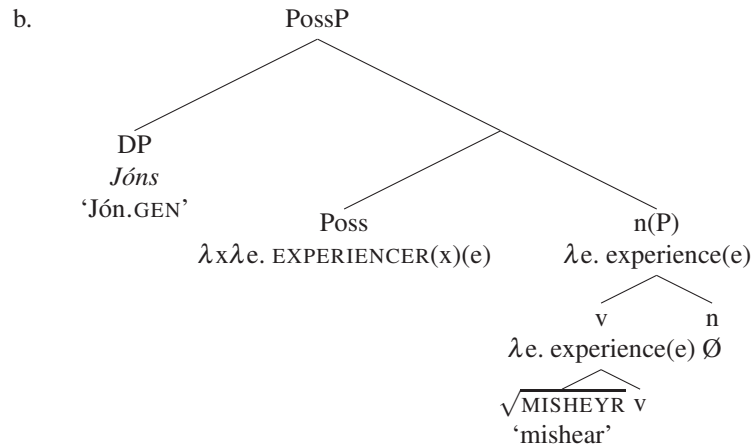 b. PossP
DP
Jóns
‘Jón.GEN’
Poss n(P)
λxλe. EXPERIENCER(x)(e) λe. experience(e)
v n
λe. experience(e) Ø
√MISHEYR v
‘mishear’